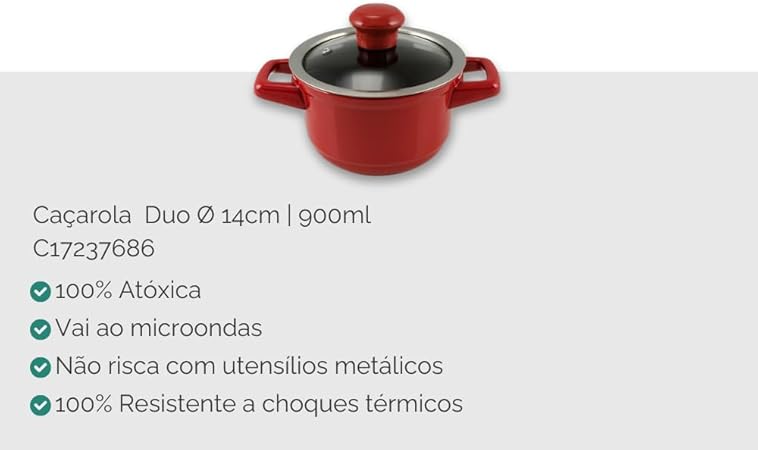 Caçarola Duo Ø 14cm | 900ml
C17237686
100% Atóxica
Vai ao microondas
Não risca com utensílios metálicos
100% Resistente a choques térmicos